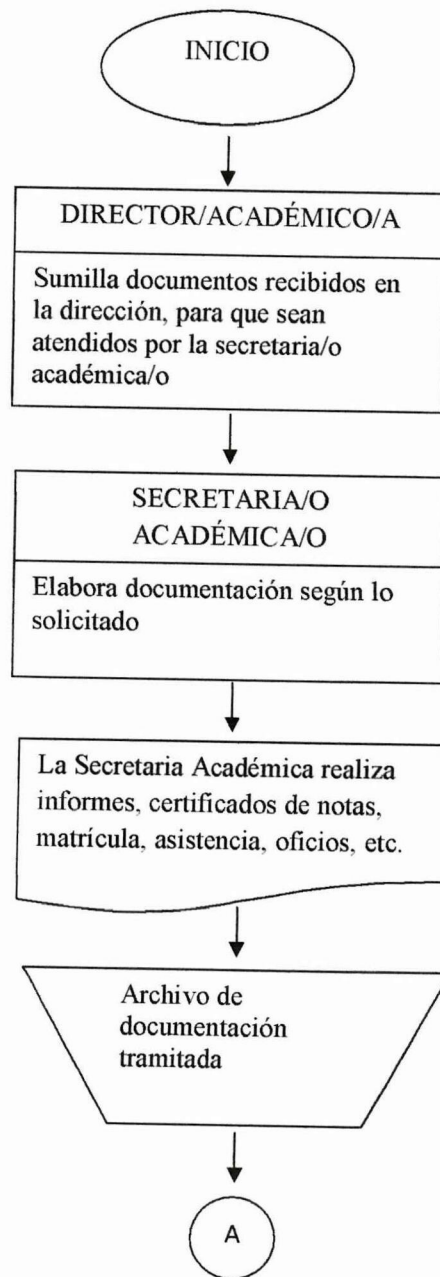 INICIO
DIRECTOR/ACADÉMICO/A
Sumilla documentos recibidos en
la dirección, para que sean
atendidos por la secretaria/o
académica/o
SECRETARIA/O
ACADÉMICA/O
Elabora documentación según lo
solicitado
La Secretaria Académica realiza
informes, certificados de notas,
matrícula, asistencia, oficios, etc.
Archivo de
documentación
tramitada
A